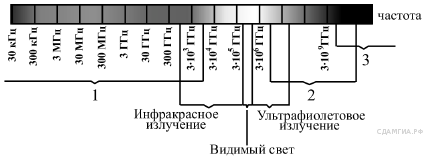 частота
30 кГц
300 кГц
3 МГц
30 МГц
300 МГц
3 ГГц
30 ГГц
300 ГГц
3·10³ ГГц
3·10⁴ ГГц
3·10⁵ ГГц
3·10⁶ ГГц
3·10⁹ ГГц
1
2
3
Инфракрасное
излучение
Ультрафиолетовое
излучение
Видимый свет
СДАМГИА.РФ